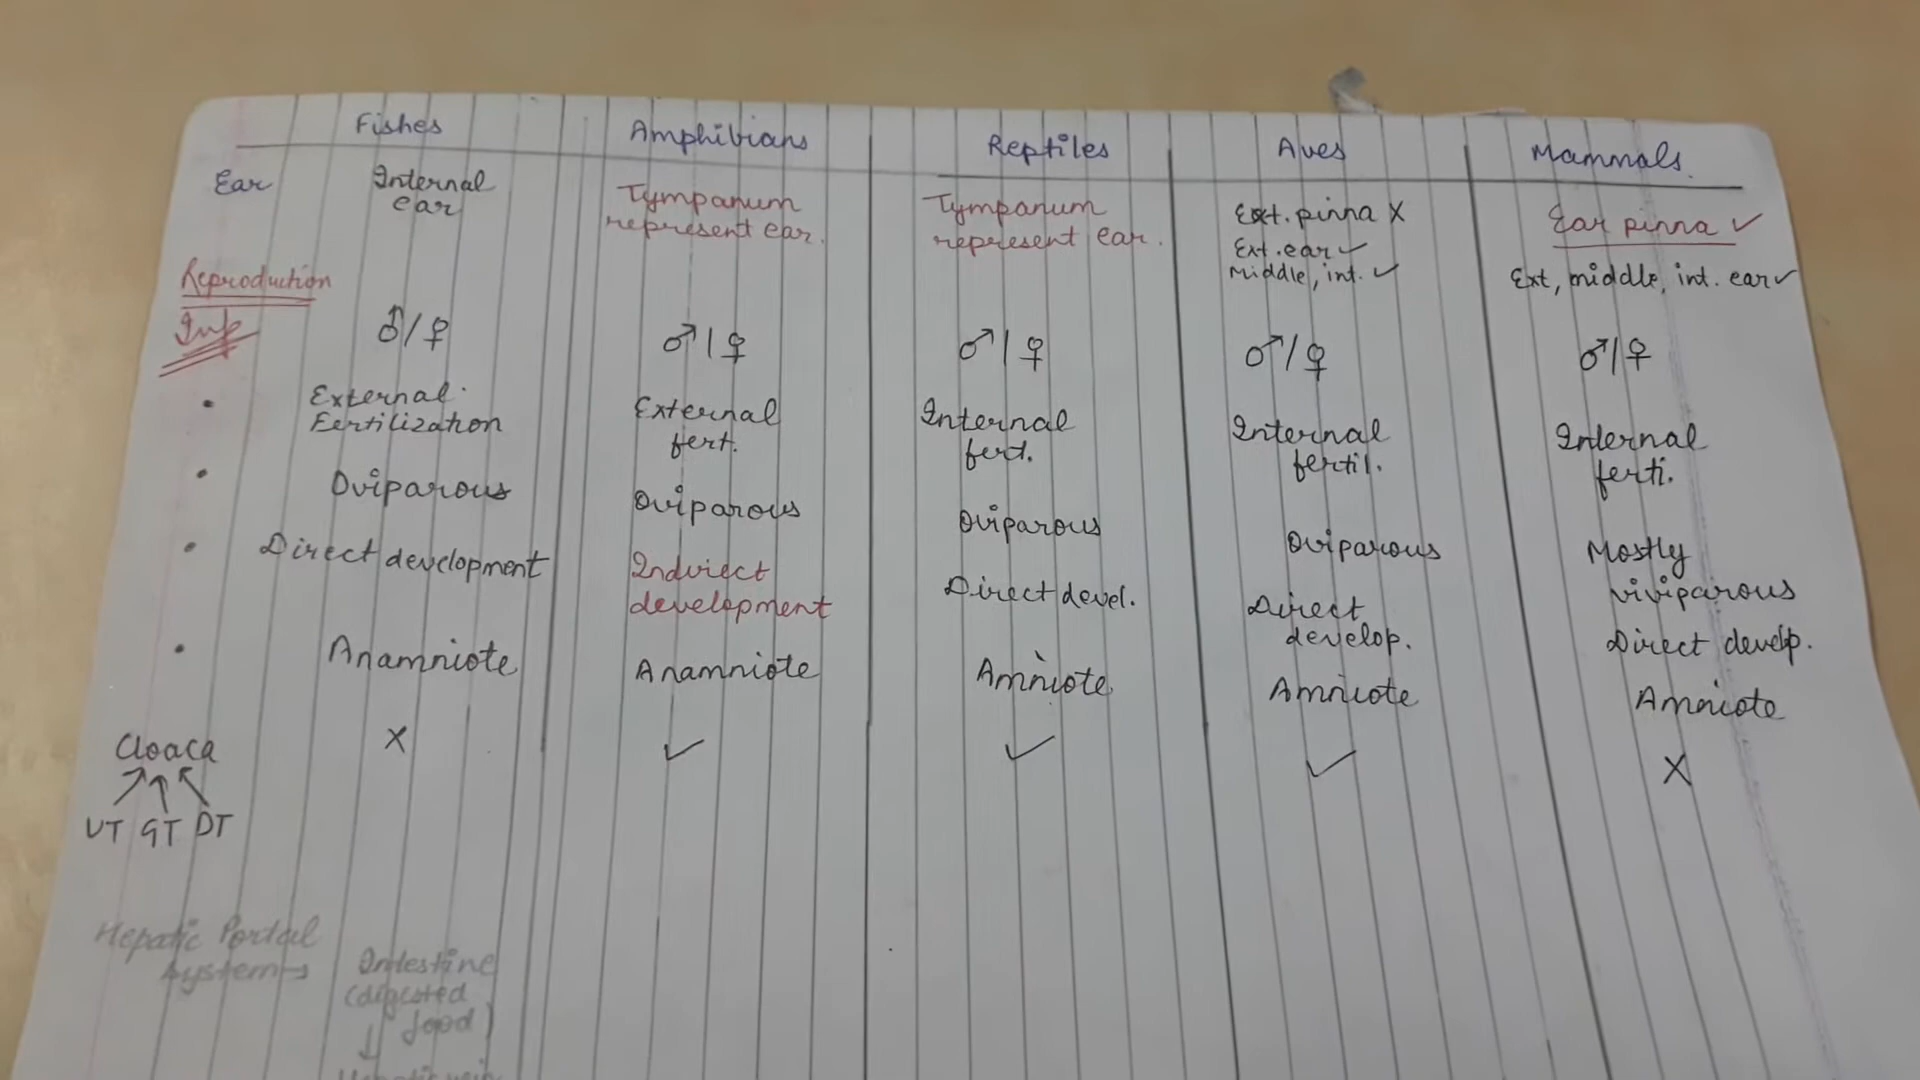 Fishes Amphibians Reptiles Aves Mammals.
Ear Internal ear Tympanum represent ear. Tympanum represent ear. Ext. pinna X Ear pinna ✓
Ext. ear ✓
Middle, int. ✓ Ext, middle, int. ear ✓
Reproduction
Imp ♂/♀ ♂|♀ ♂|♀ ♂/♀ ♂|♀
• External Fertilization External fert. Internal fert. Internal fertil. Internal ferti.
• Oviparous Oviparous Oviparous Oviparous Mostly viviparous
• Direct development Indirect development Direct devel. Direct develop. Direct develp.
• Anamniote Anamniote Amniote Amniote Amniote
Cloaca X ✓ ✓ ✓ X
UT GT DT
Hepatic Portal
System → Intestine
(digested
food)
↓